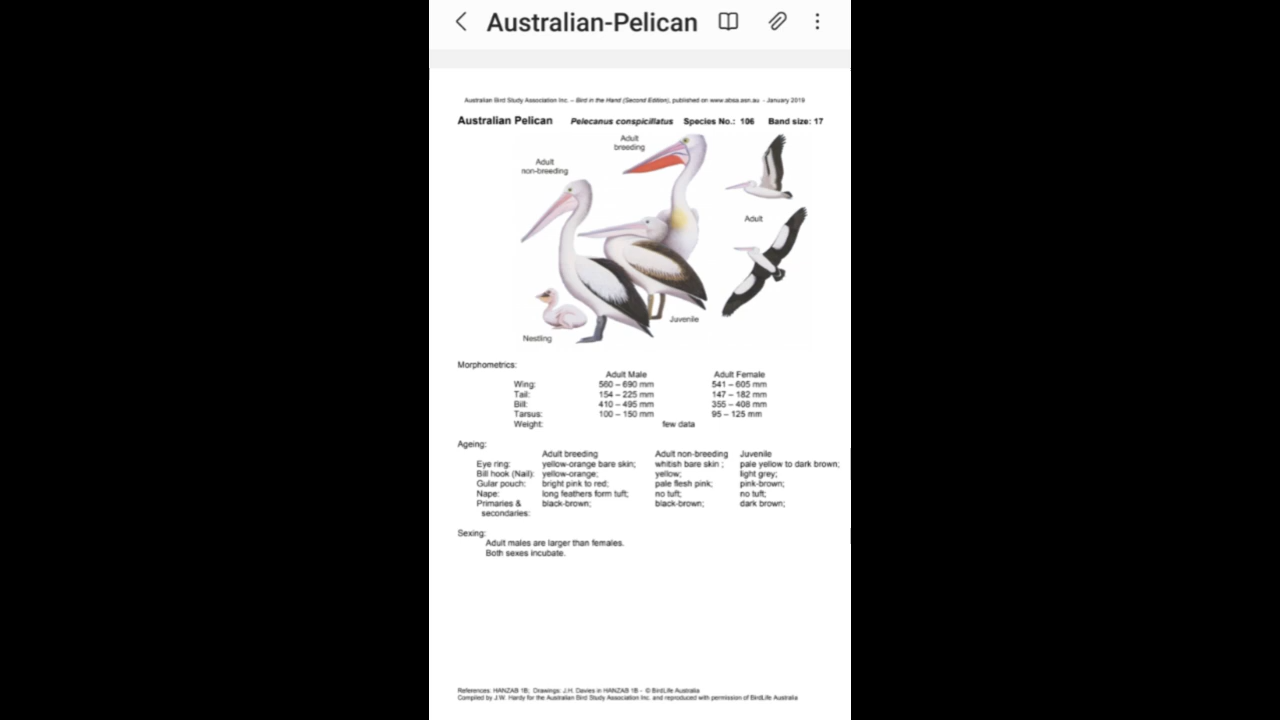 Australian-Pelican
Australian Bird Study Association Inc. – Bird in the Hand (Second Edition), published on www.absa.asn.au - January 2019
Australian Pelican Pelecanus conspicillatus Species No.: 106 Band size: 17
Adult
breeding
Adult
non-breeding
Adult
Juvenile
Nestling
Morphometrics:
Adult Male Adult Female
Wing: 560 – 690 mm 541 – 605 mm
Tail: 154 – 225 mm 147 – 182 mm
Bill: 410 – 495 mm 355 – 408 mm
Tarsus: 100 – 150 mm 95 – 125 mm
Weight: few data
Ageing:
Adult breeding Adult non-breeding Juvenile
Eye ring: yellow-orange bare skin; whitish bare skin ; pale yellow to dark brown;
Bill hook (Nail): yellow-orange; yellow; light grey;
Gular pouch: bright pink to red; pale flesh pink; pink-brown;
Nape: long feathers form tuft; no tuft; no tuft;
Primaries & black-brown; black-brown; dark brown;
secondaries:
Sexing:
Adult males are larger than females.
Both sexes incubate.
References: HANZAB 1B; Drawings: J.H. Davies in HANZAB 1B - © BirdLife Australia
Compiled by J.W. Hardy for the Australian Bird Study Association Inc. and reproduced with permission of BirdLife Australia